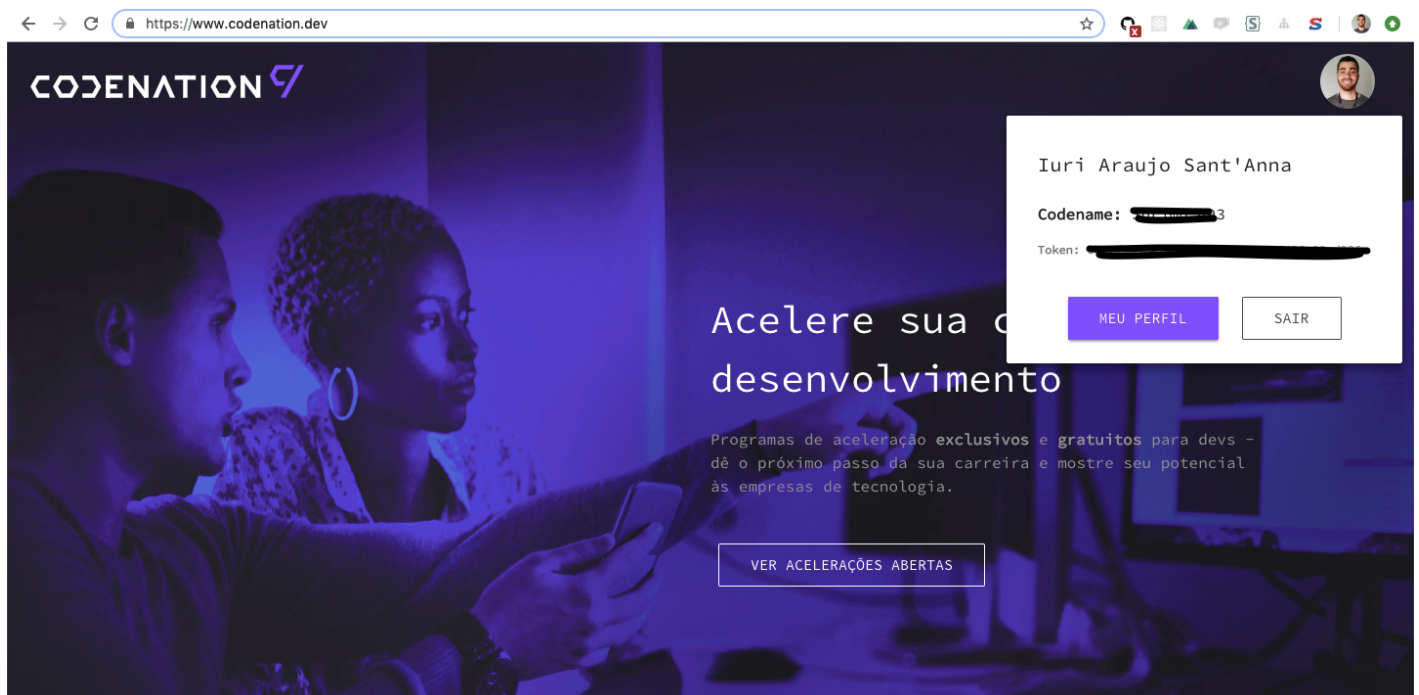 https://www.codenation.dev
CODENATION
Iuri Araujo Sant'Anna
Codename: 3
Token:
MEU PERFIL
SAIR
Acelere sua c
desenvolvimento
Programas de aceleração exclusivos e gratuitos para devs –
dê o próximo passo da sua carreira e mostre seu potencial
às empresas de tecnologia.
VER ACELERAÇÕES ABERTAS